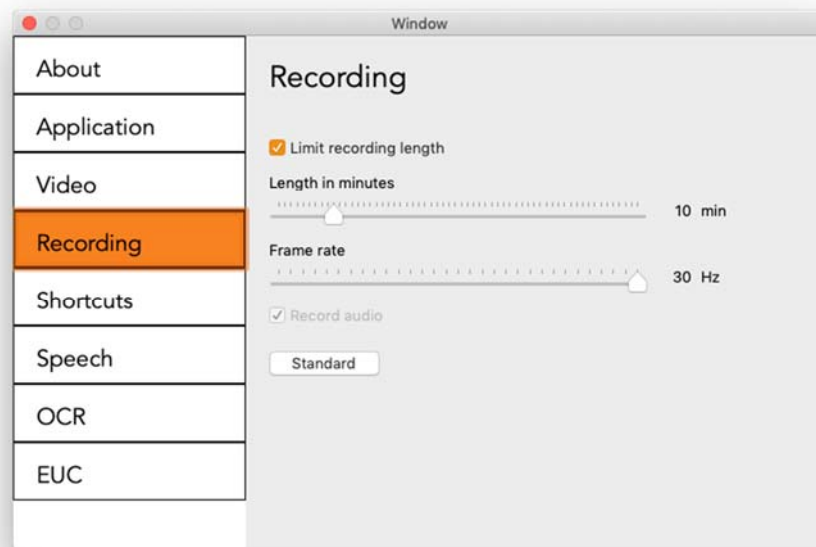 Window
About
Application
Video
Recording
Shortcuts
Speech
OCR
EUC
Recording
Limit recording length
Length in minutes
10 min
Frame rate
30 Hz
Record audio
Standard